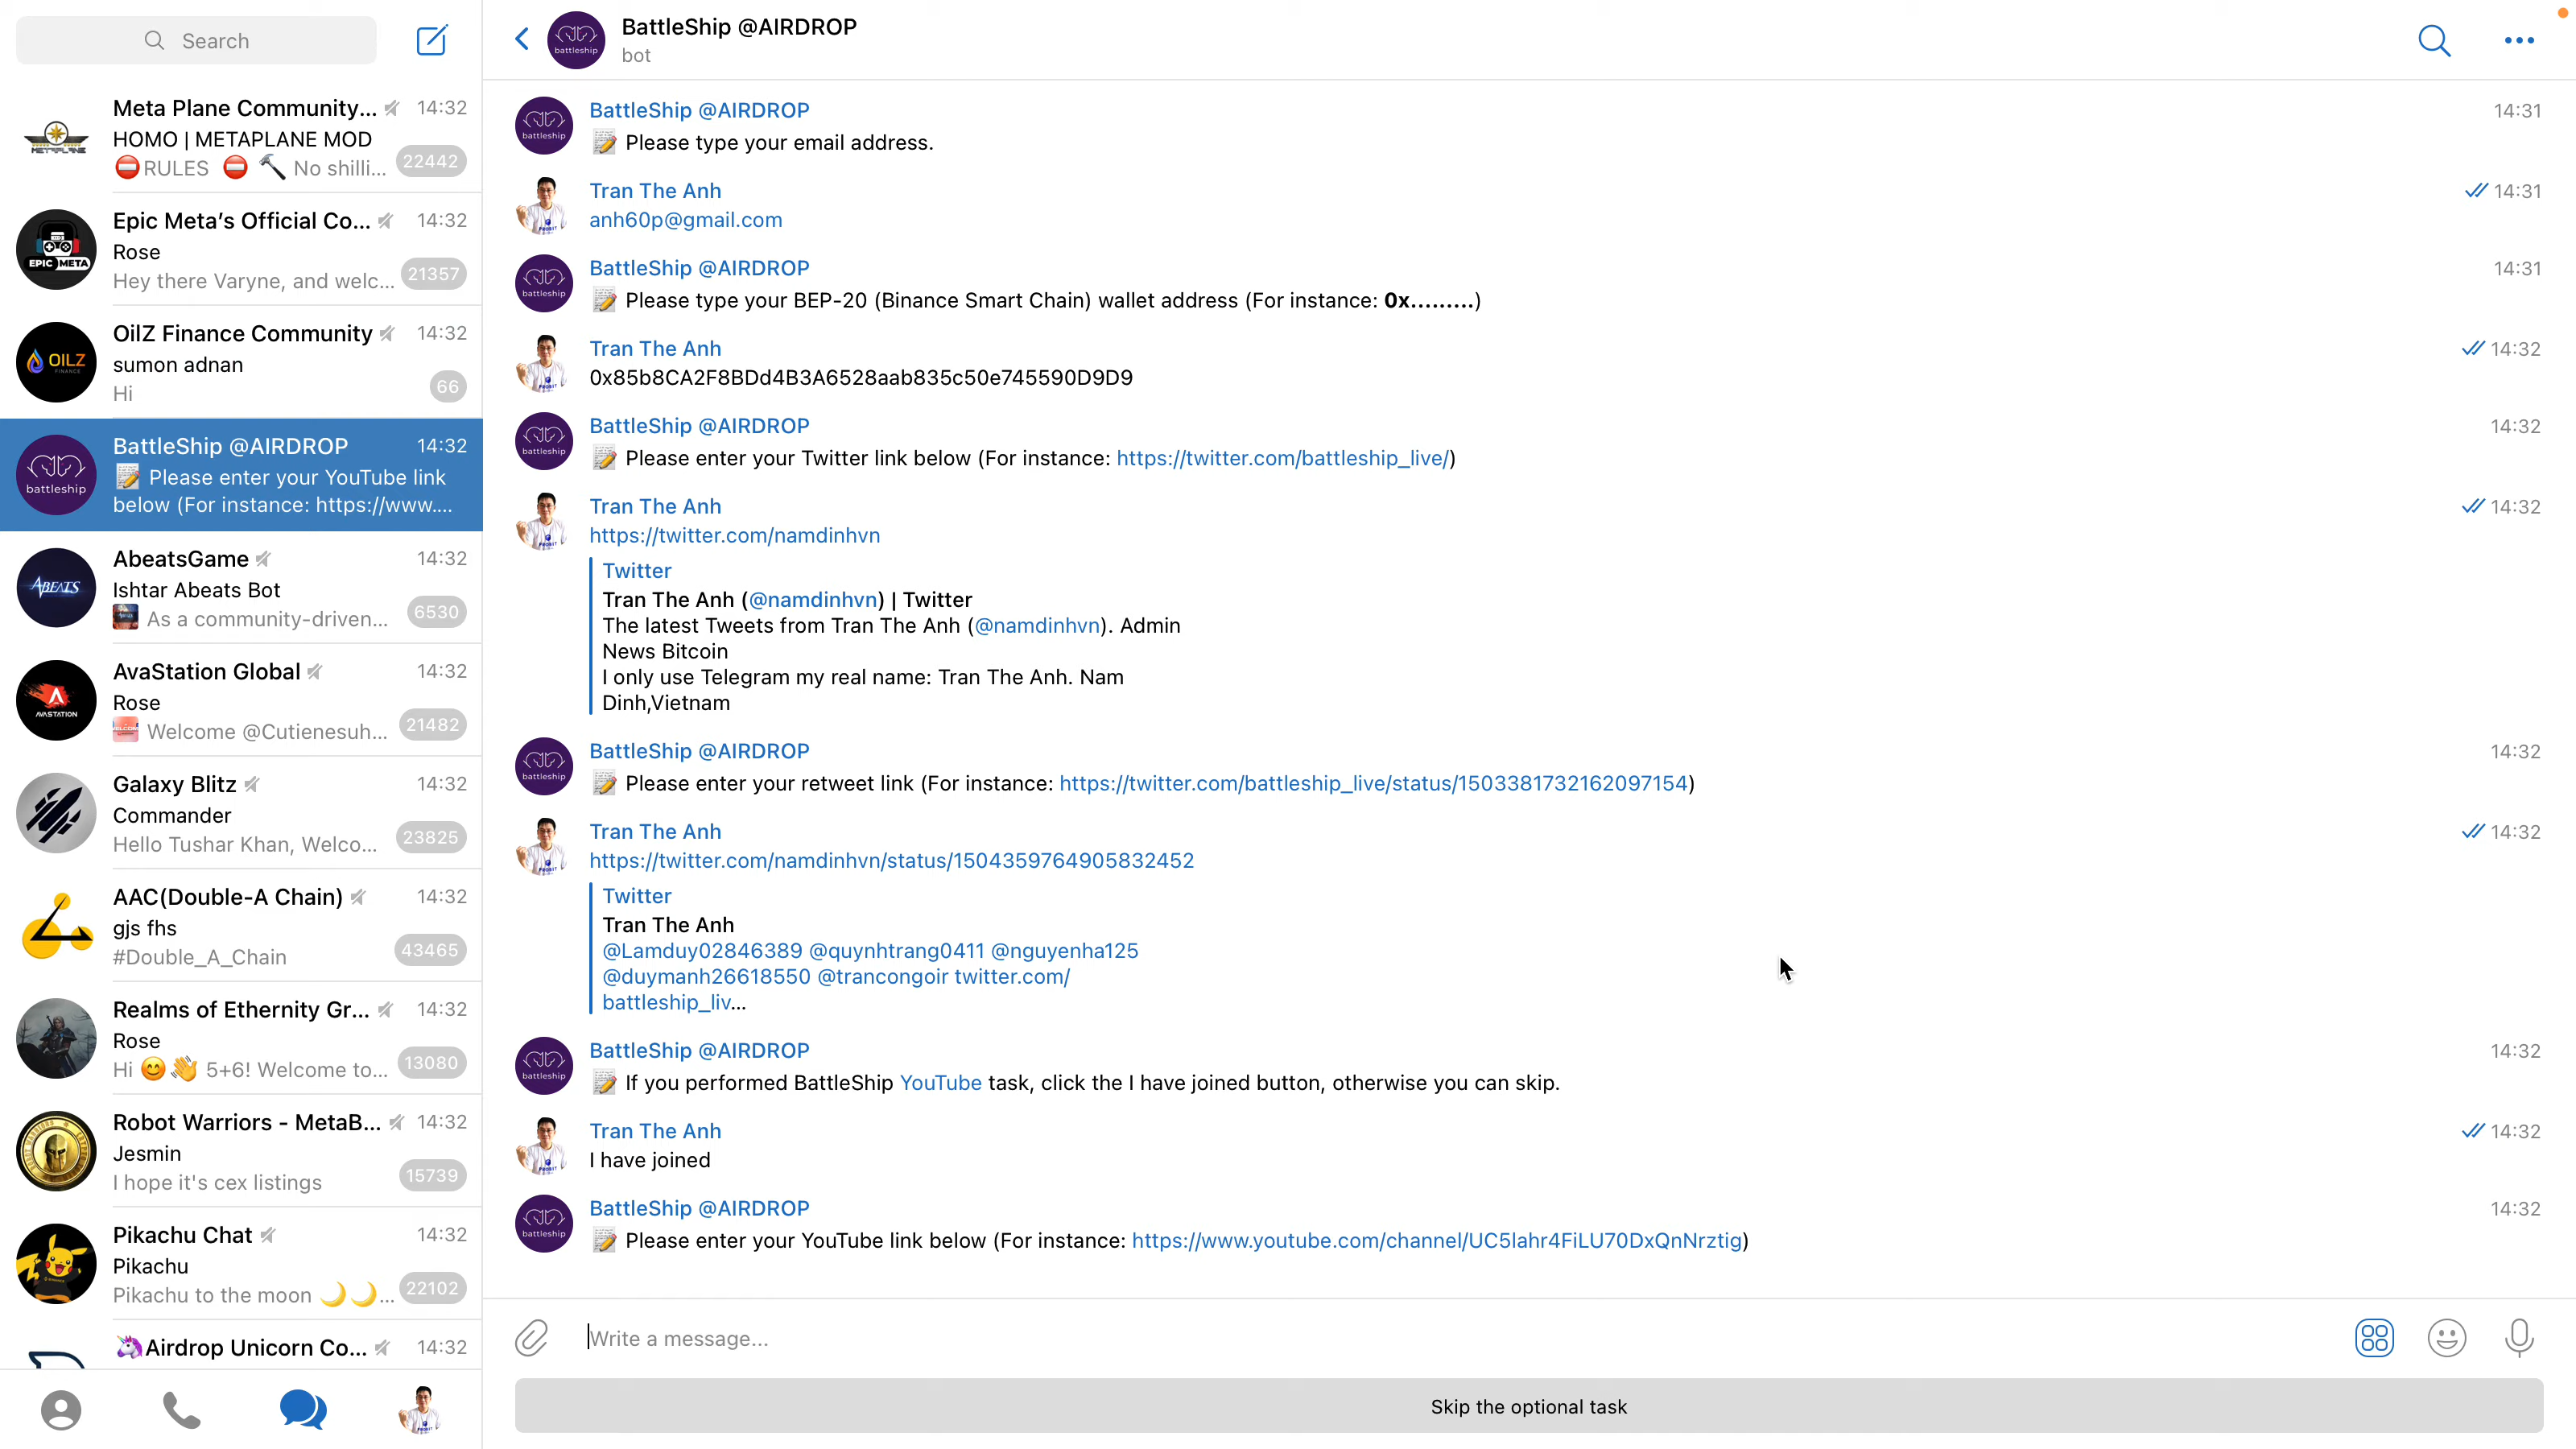 Search
Meta Plane Community... 14:32
HOMO | METAPLANE MOD
⛔RULES ⛔ 🔨 No shilli... 22442
Epic Meta's Official Co... 14:32
Rose
Hey there Varyne, and welc... 21357
OilZ Finance Community 14:32
sumon adnan
Hi 66
BattleShip @AIRDROP 14:32
📝 Please enter your YouTube link
below (For instance: https://www....
AbeatsGame 14:32
Ishtar Abeats Bot
As a community-driven... 6530
AvaStation Global 14:32
Rose
Welcome @Cutienesuh... 21482
Galaxy Blitz 14:32
Commander
Hello Tushar Khan, Welco... 23825
AAC(Double-A Chain) 14:32
gjs fhs
#Double_A_Chain 43465
Realms of Ethernity Gr... 14:32
Rose
Hi 😊👋 5+6! Welcome to... 13080
Robot Warriors - MetaB... 14:32
Jesmin
I hope it's cex listings 15739
Pikachu Chat 14:32
Pikachu
Pikachu to the moon 🌙🌙... 22102
🦄Airdrop Unicorn Co... 14:32
BattleShip @AIRDROP
bot
BattleShip @AIRDROP 14:31
📝 Please type your email address.
Tran The Anh 14:31
anh60p@gmail.com
BattleShip @AIRDROP 14:31
📝 Please type your BEP-20 (Binance Smart Chain) wallet address (For instance: 0x.........)
Tran The Anh 14:32
0x85b8CA2F8BDd4B3A6528aab835c50e745590D9D9
BattleShip @AIRDROP 14:32
📝 Please enter your Twitter link below (For instance: https://twitter.com/battleship_live/)
Tran The Anh 14:32
https://twitter.com/namdinhvn
Twitter
Tran The Anh (@namdinhvn) | Twitter
The latest Tweets from Tran The Anh (@namdinhvn). Admin
News Bitcoin
I only use Telegram my real name: Tran The Anh. Nam
Dinh,Vietnam
BattleShip @AIRDROP 14:32
📝 Please enter your retweet link (For instance: https://twitter.com/battleship_live/status/1503381732162097154)
Tran The Anh 14:32
https://twitter.com/namdinhvn/status/1504359764905832452
Twitter
Tran The Anh
@Lamduy02846389 @quynhtrang0411 @nguyenha125
@duymanh26618550 @trancongoir twitter.com/
battleship_liv...
BattleShip @AIRDROP 14:32
📝 If you performed BattleShip YouTube task, click the I have joined button, otherwise you can skip.
Tran The Anh 14:32
I have joined
BattleShip @AIRDROP 14:32
📝 Please enter your YouTube link below (For instance: https://www.youtube.com/channel/UC5lahr4FiLU70DxQnNrztig)
Write a message...
Skip the optional task